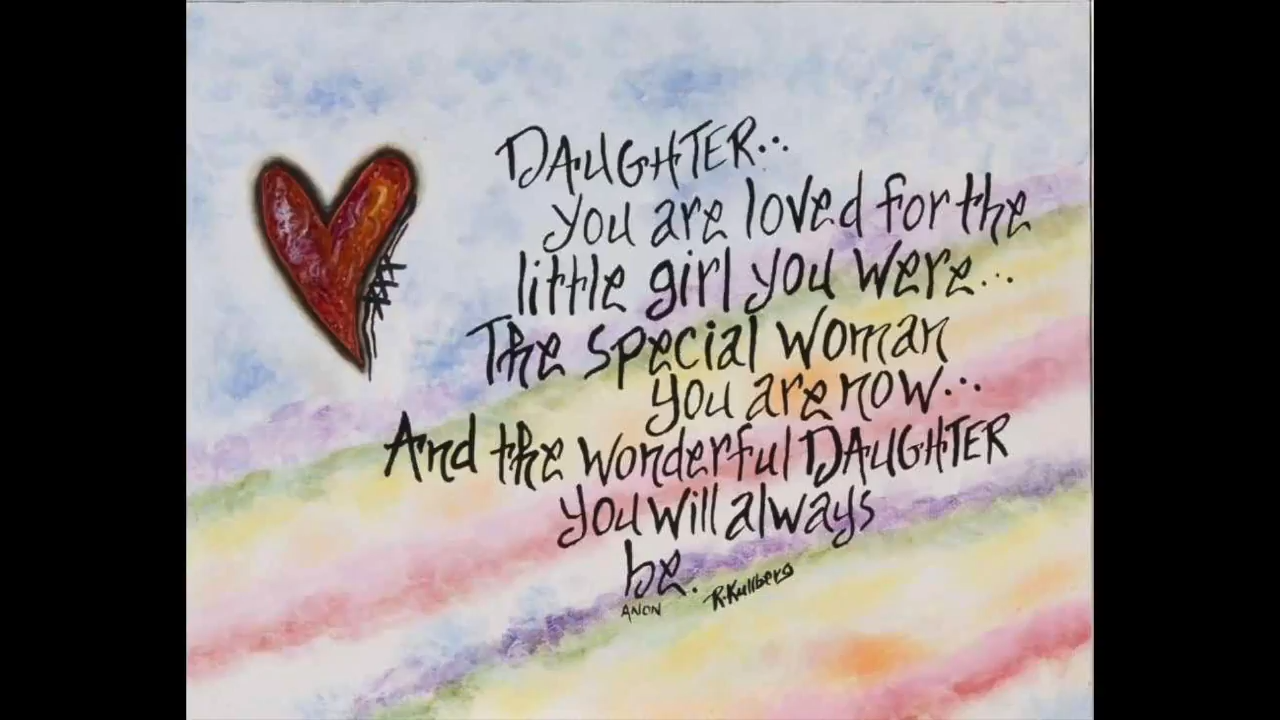 DAUGHTER...
you are loved for the
little girl you were...
The special woman
you are now...
And the wonderful DAUGHTER
you will always
be.
ANON R.Kullberg